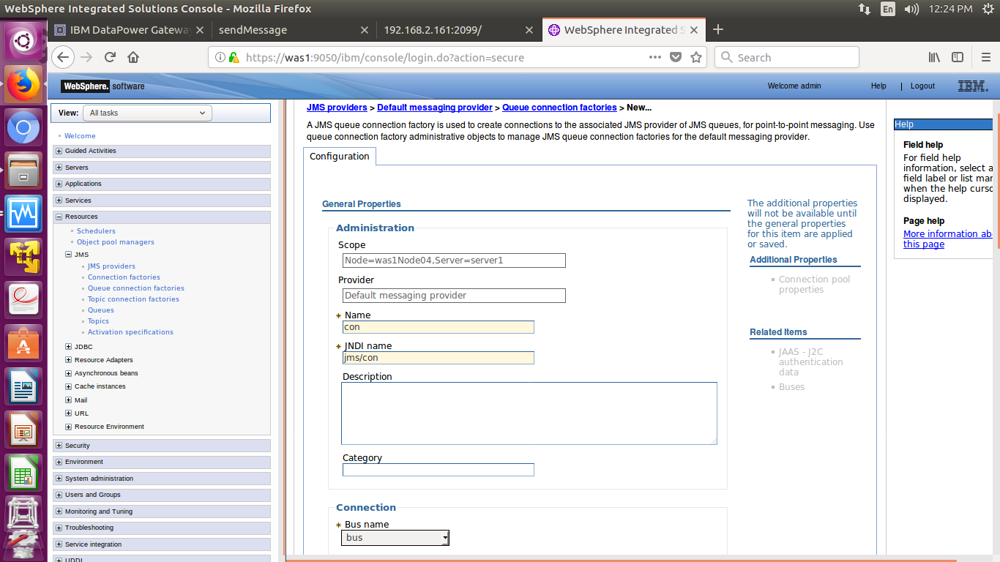 WebSphere Integrated Solutions Console - Mozilla Firefox
En
12:24 PM
IBM DataPower Gateway
sendMessage
192.168.2.161:2099/
WebSphere Integrated S
https://was1:9050/ibm/console/login.do?action=secure
Search
WebSphere. software
Welcome admin
Help
Logout
IBM.
View:
All tasks
Welcome
Guided Activities
Servers
Applications
Services
Resources
Schedulers
Object pool managers
JMS
JMS providers
Connection factories
Queue connection factories
Topic connection factories
Queues
Topics
Activation specifications
JDBC
Resource Adapters
Asynchronous beans
Cache instances
Mail
URL
Resource Environment
Security
Environment
System administration
Users and Groups
Monitoring and Tuning
Troubleshooting
Service integration
UDDI
JMS providers > Default messaging provider > Queue connection factories > New...
A JMS queue connection factory is used to create connections to the associated JMS provider of JMS queues, for point-to-point messaging. Use
queue connection factory administrative objects to manage JMS queue connection factories for the default messaging provider.
Configuration
General Properties
Administration
Scope
Node=was1Node04,Server=server1
Provider
Default messaging provider
* Name
con
* JNDI name
jms/con
Description
Category
Connection
* Bus name
bus
The additional properties
will not be available until
the general properties
for this item are applied
or saved.
Additional Properties
Connection pool
properties
Related Items
JAAS - J2C
authentication
data
Buses
Help
Field help
For field help
information, select a
field label or list mar
when the help curso
displayed.
Page help
More information ab
this page